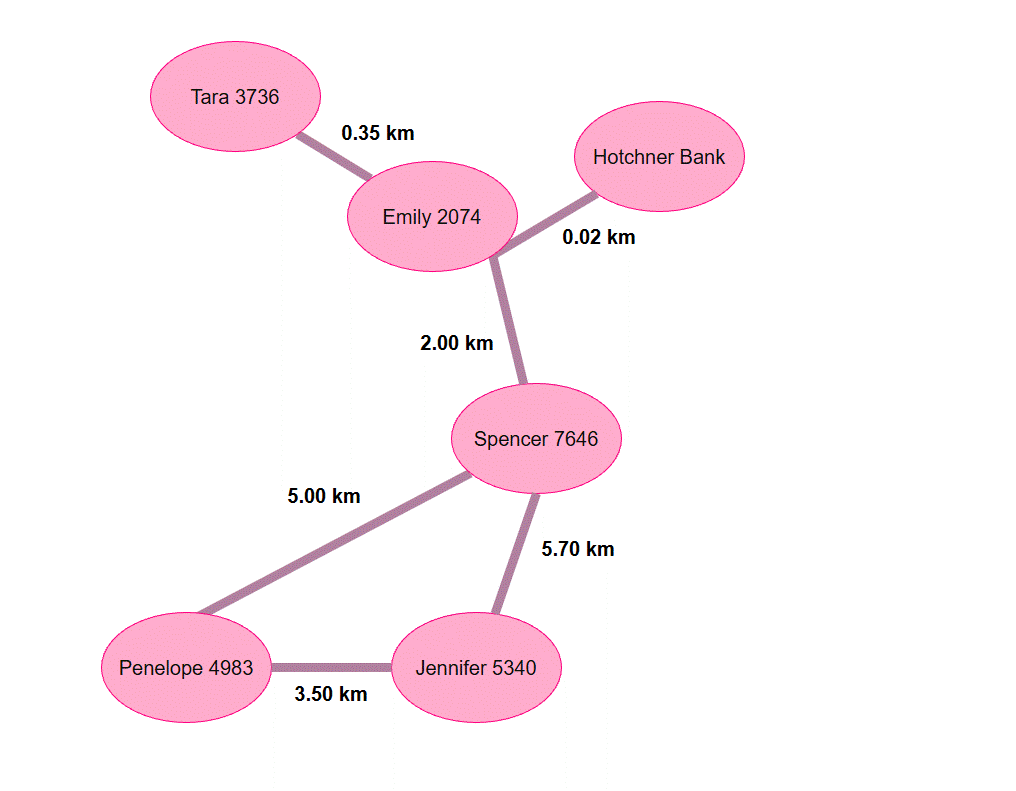 Tara 3736
0.35 km
Hotchner Bank
Emily 2074
0.02 km
2.00 km
Spencer 7646
5.00 km
5.70 km
Penelope 4983
Jennifer 5340
3.50 km